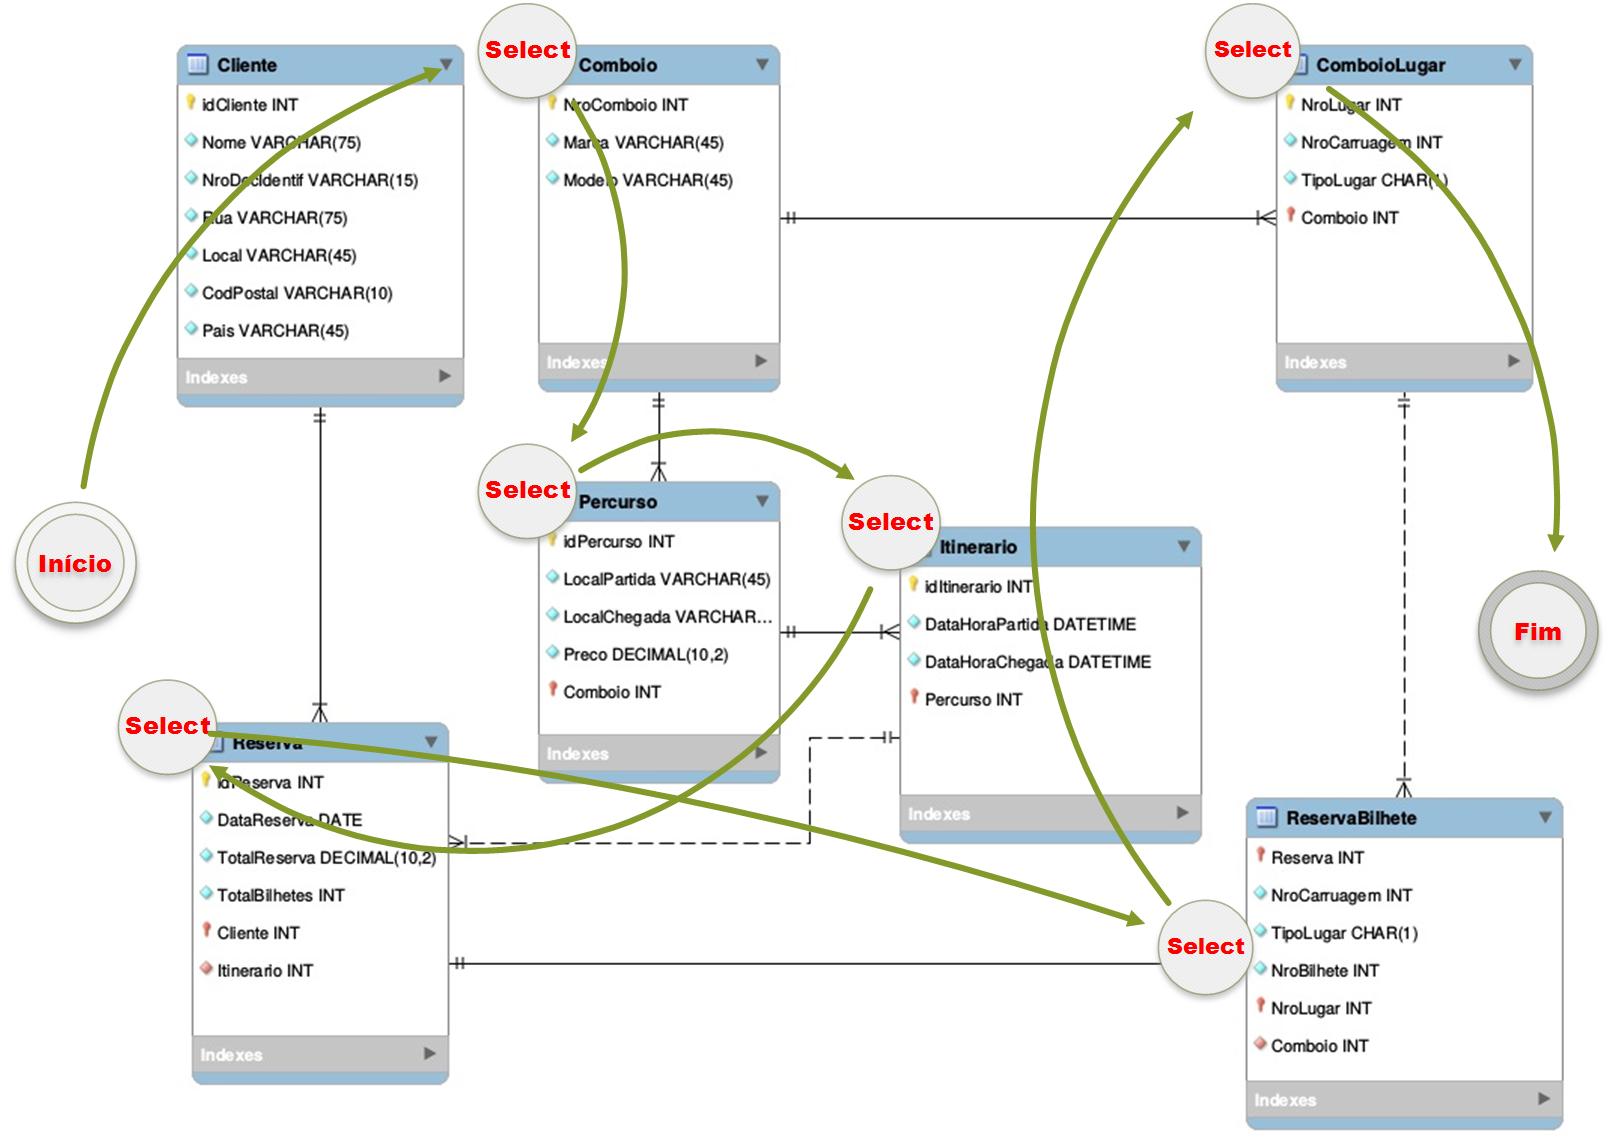 Cliente
idCliente INT
Nome VARCHAR(75)
NroDocIdentif VARCHAR(15)
Rua VARCHAR(75)
Local VARCHAR(45)
CodPostal VARCHAR(10)
Pais VARCHAR(45)
Indexes
Select
Comboio
NroComboio INT
Marca VARCHAR(45)
Modelo VARCHAR(45)
Indexes
Select
ComboioLugar
NroLugar INT
NroCarruagem INT
TipoLugar CHAR(1)
Comboio INT
Indexes
Início
Select
Percurso
idPercurso INT
LocalPartida VARCHAR(45)
LocalChegada VARCHAR...
Preco DECIMAL(10,2)
Comboio INT
Indexes
Select
Itinerario
idItinerario INT
DataHoraPartida DATETIME
DataHoraChegada DATETIME
Percurso INT
Indexes
Fim
Select
Reserva
idReserva INT
DataReserva DATE
TotalReserva DECIMAL(10,2)
TotalBilhetes INT
Cliente INT
Itinerario INT
Indexes
Select
ReservaBilhete
Reserva INT
NroCarruagem INT
TipoLugar CHAR(1)
NroBilhete INT
NroLugar INT
Comboio INT
Indexes